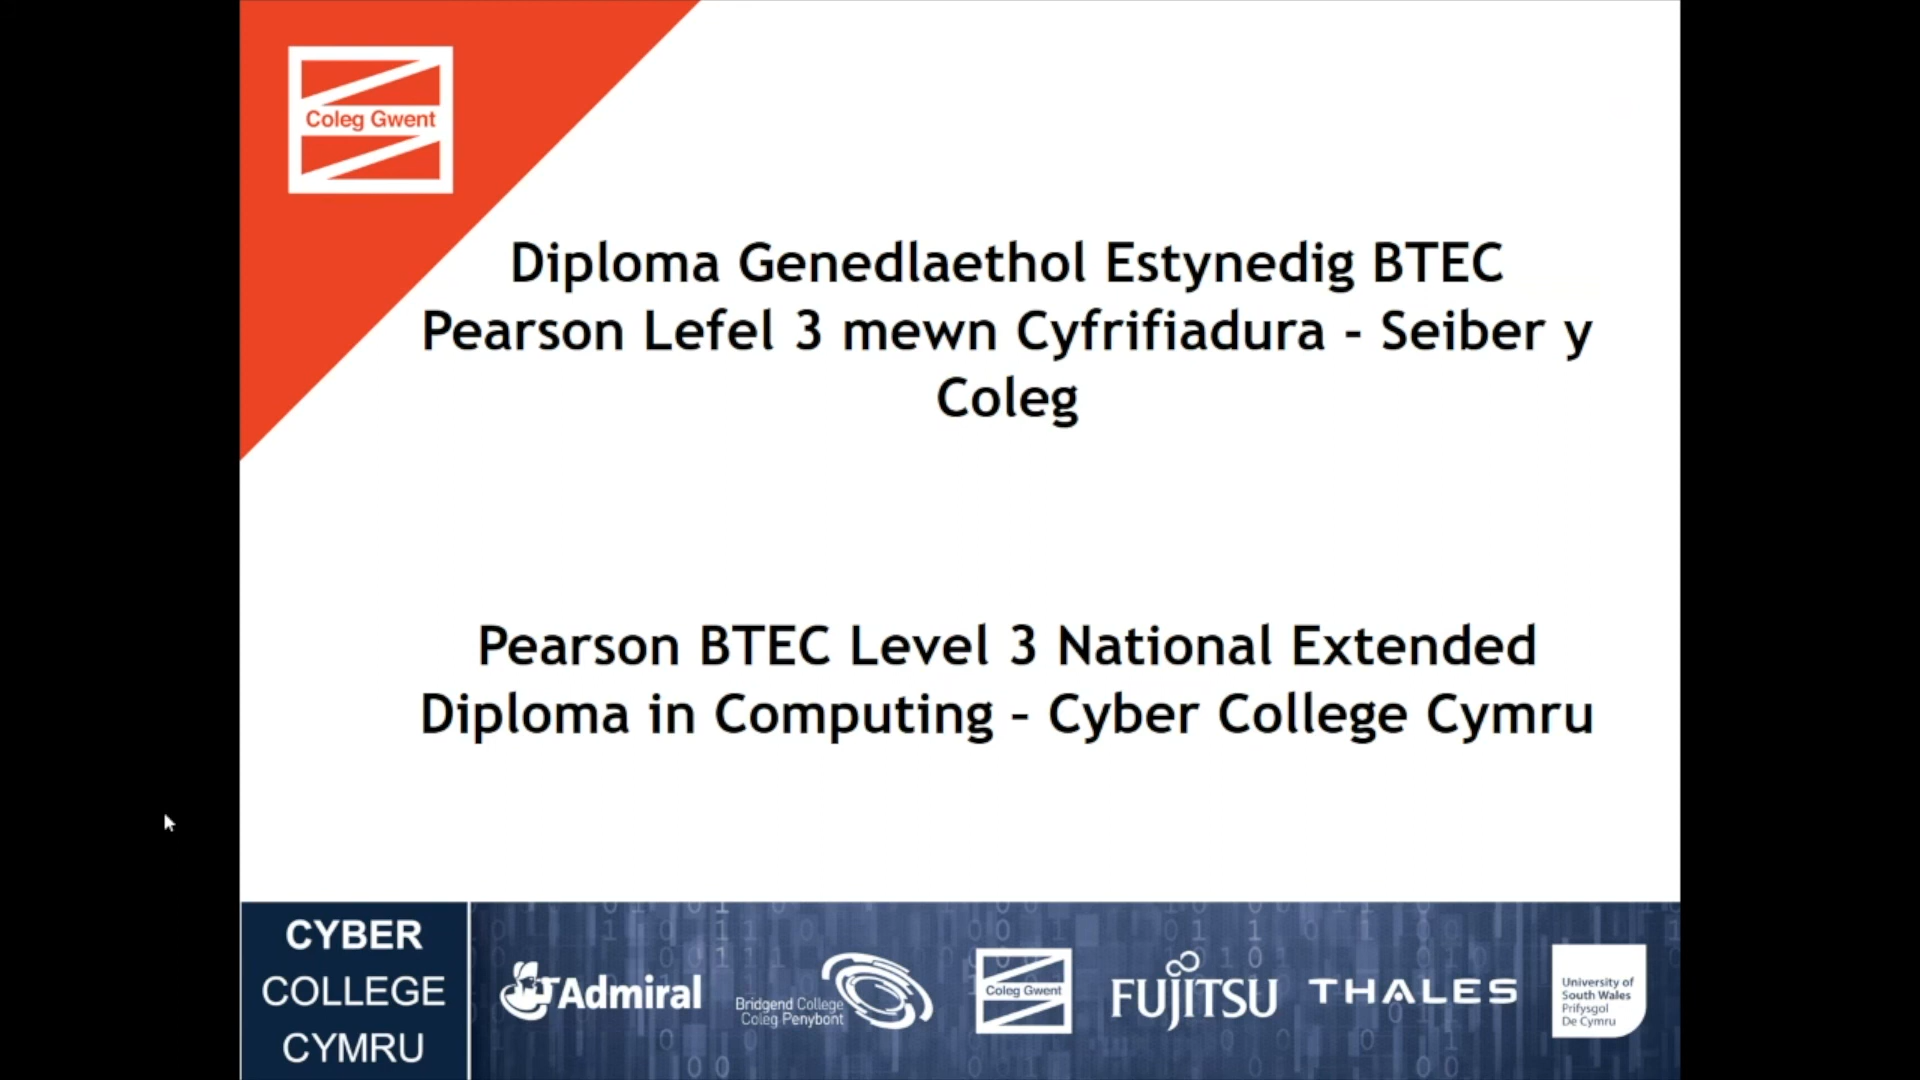 Coleg Gwent
Diploma Genedlaethol Estynedig BTEC
Pearson Lefel 3 mewn Cyfrifiadura - Seiber y
Coleg
Pearson BTEC Level 3 National Extended
Diploma in Computing - Cyber College Cymru
CYBER
COLLEGE
CYMRU
Admiral
Bridgend College
Coleg Penybont
Coleg Gwent
FUJITSU
THALES
University of
South Wales
Prifysgol
De Cymru